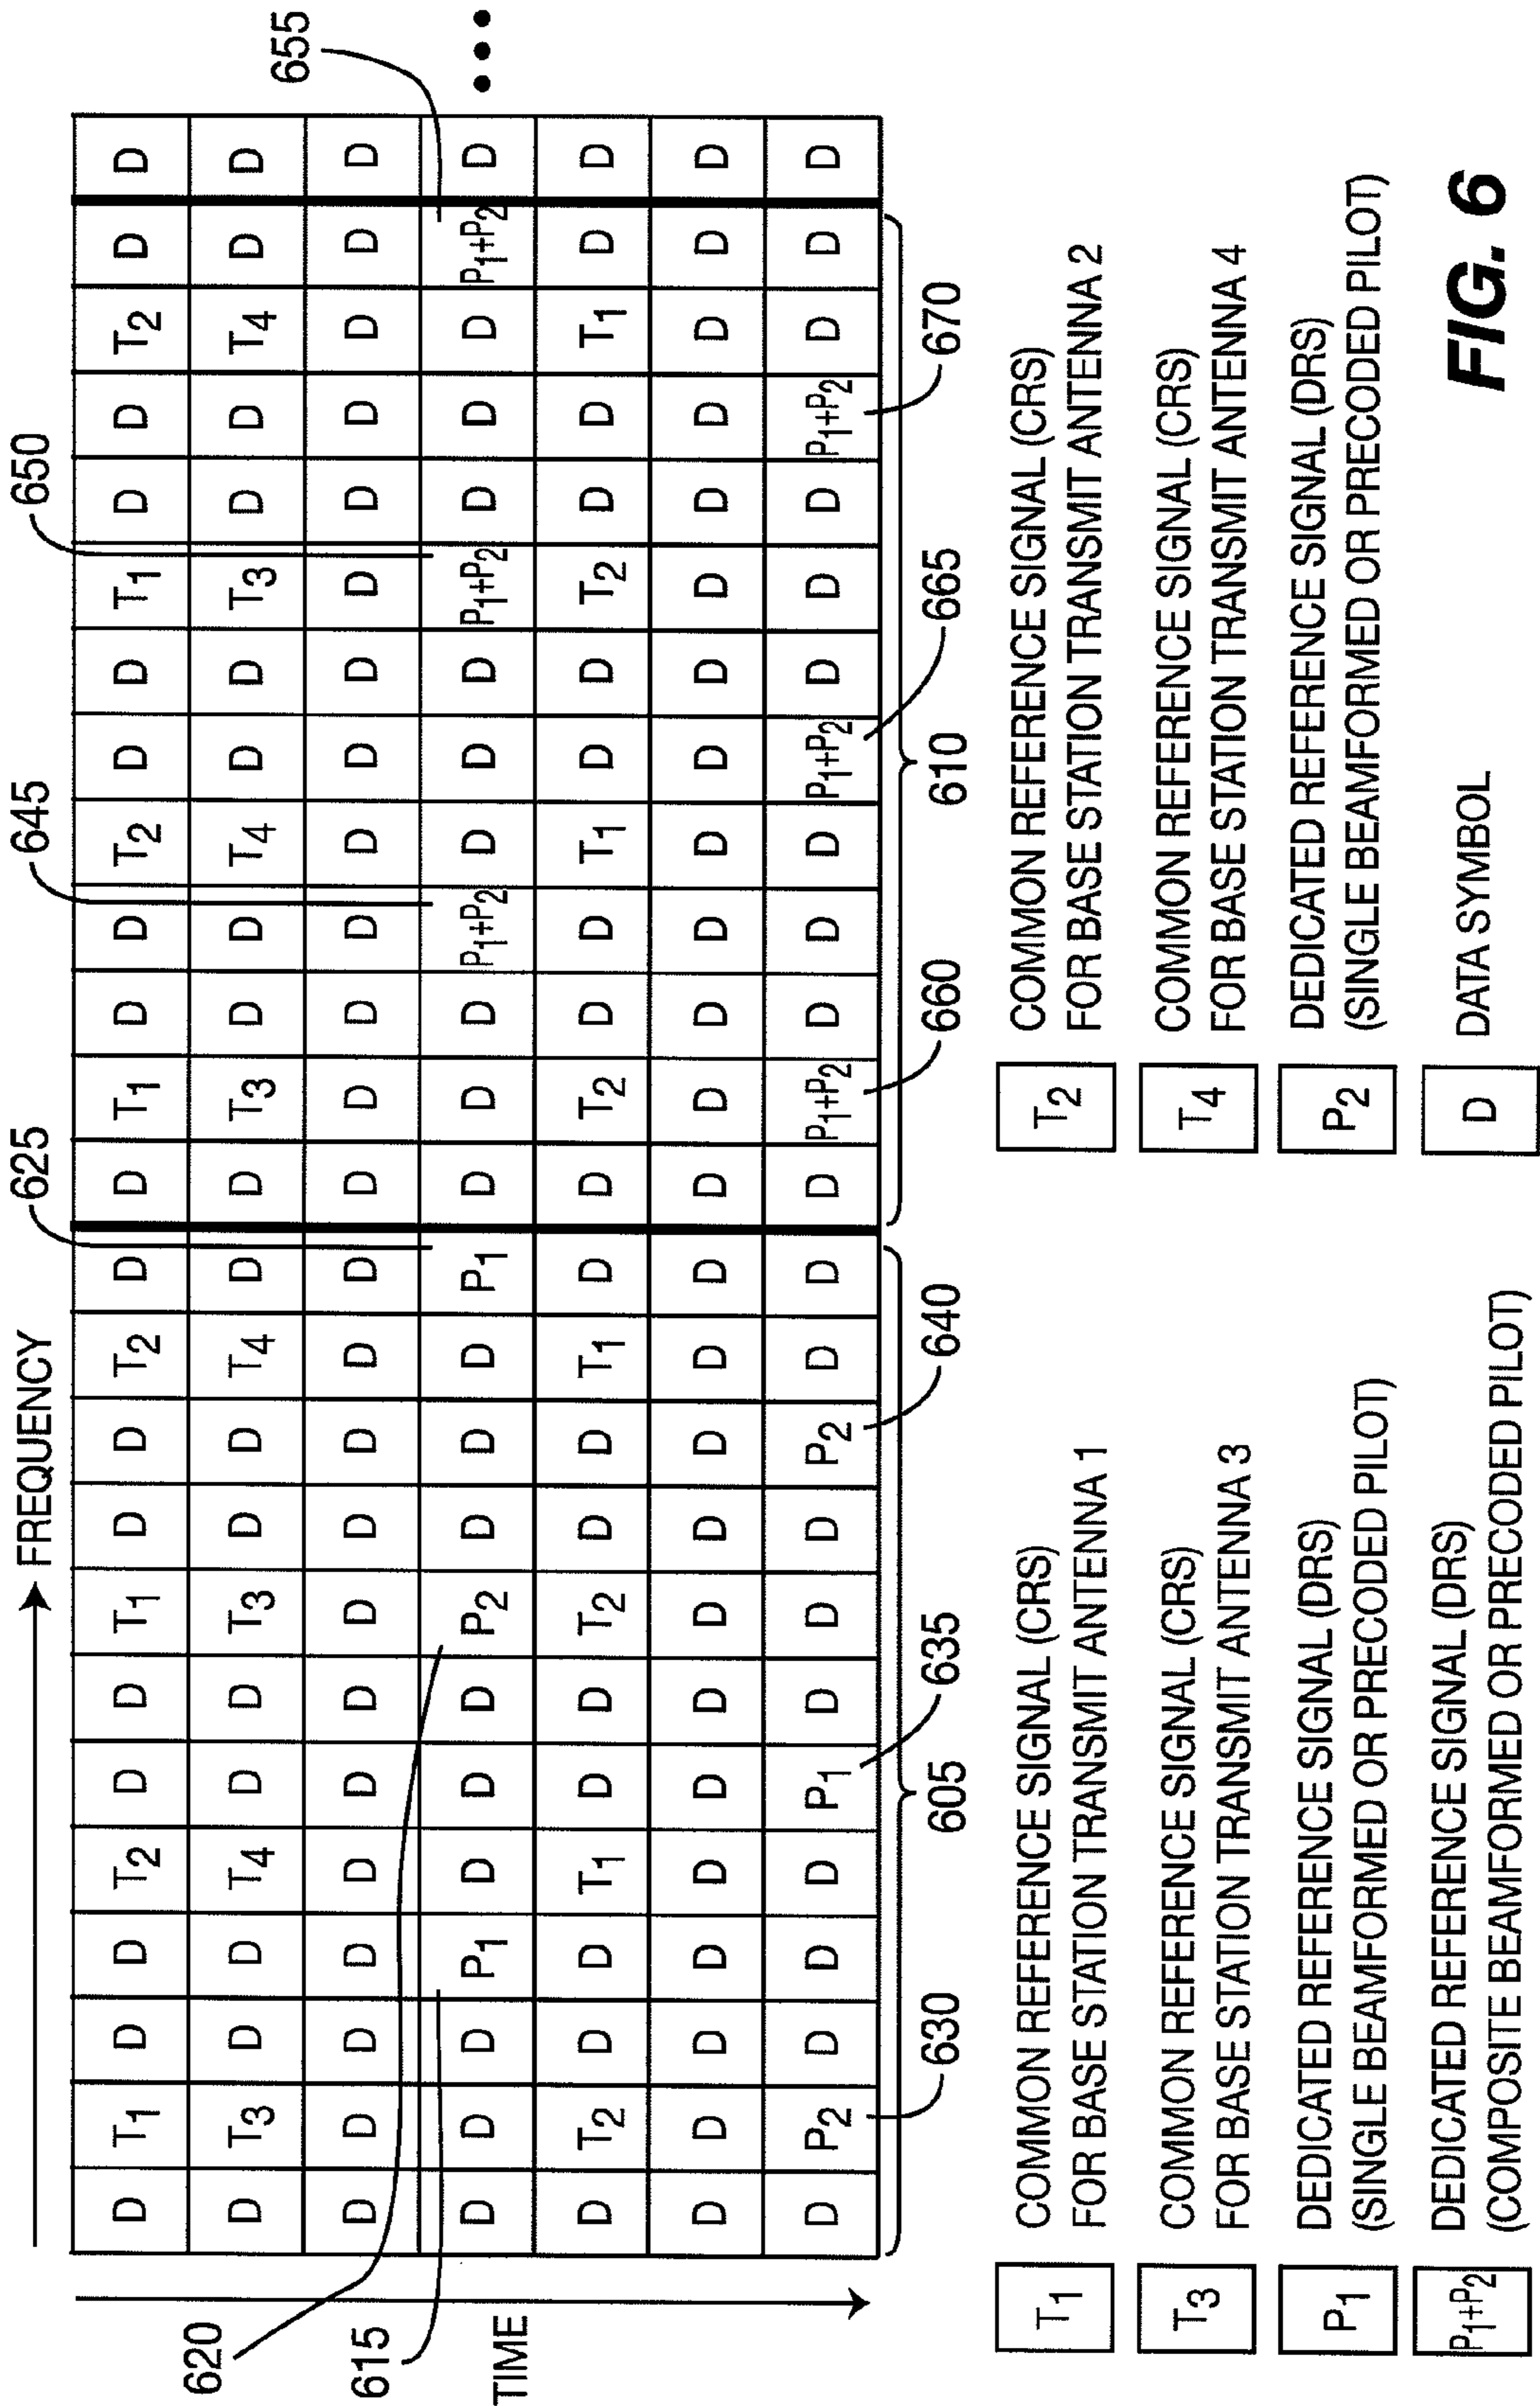 FREQUENCY
620 615 625 645 650 655
TIME
D T1 D D T2 D D T1 D D T2 D D T1 D D T2 D D T1 D D T2 D D
D T3 D D T4 D D T3 D D T4 D D T3 D D T4 D D T3 D D T4 D D
D D D D D D D D D D D D D D D D D D D D D D D D D
D D D P1 D D D P2 D D D P1 D D D P1+P2 D D D P1+P2 D D D P1+P2 D •••
D T2 D D T1 D D T2 D D T1 D D T2 D D T1 D D T2 D D T1 D D
D D D D D D D D D D D D D D D D D D D D D D D D D
D P2 D D D P1 D D D P2 D D D P1+P2 D D D P1+P2 D D D P1+P2 D D D
630 635 640 660 665 670
605 610
T1 COMMON REFERENCE SIGNAL (CRS)
FOR BASE STATION TRANSMIT ANTENNA 1
T2 COMMON REFERENCE SIGNAL (CRS)
FOR BASE STATION TRANSMIT ANTENNA 2
T3 COMMON REFERENCE SIGNAL (CRS)
FOR BASE STATION TRANSMIT ANTENNA 3
T4 COMMON REFERENCE SIGNAL (CRS)
FOR BASE STATION TRANSMIT ANTENNA 4
P1 DEDICATED REFERENCE SIGNAL (DRS)
(SINGLE BEAMFORMED OR PRECODED PILOT)
P2 DEDICATED REFERENCE SIGNAL (DRS)
(SINGLE BEAMFORMED OR PRECODED PILOT)
P1+P2 DEDICATED REFERENCE SIGNAL (DRS)
(COMPOSITE BEAMFORMED OR PRECODED PILOT)
D DATA SYMBOL
FIG. 6